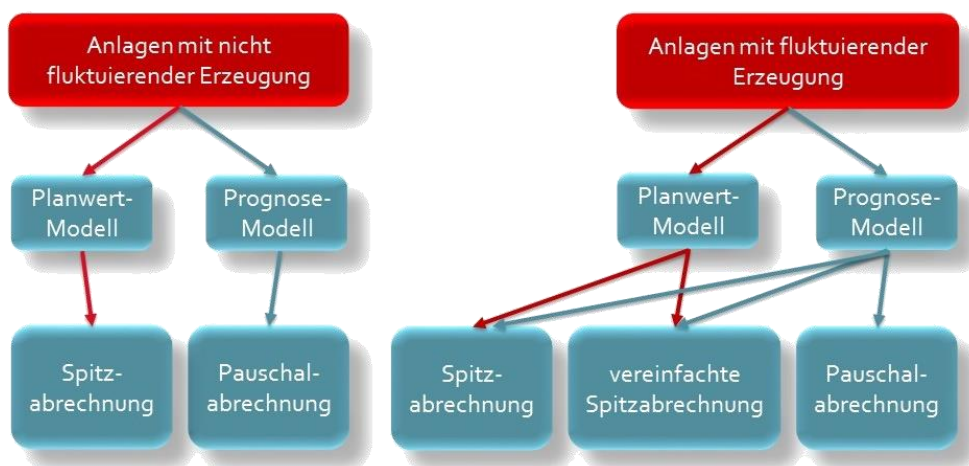 Anlagen mit nicht
fluktuierender Erzeugung
Anlagen mit fluktuierender
Erzeugung
Planwert-
Modell
Prognose-
Modell
Planwert-
Modell
Prognose-
Modell
Spitz-
abrechnung
Pauschal-
abrechnung
Spitz-
abrechnung
vereinfachte
Spitzabrechnung
Pauschal-
abrechnung